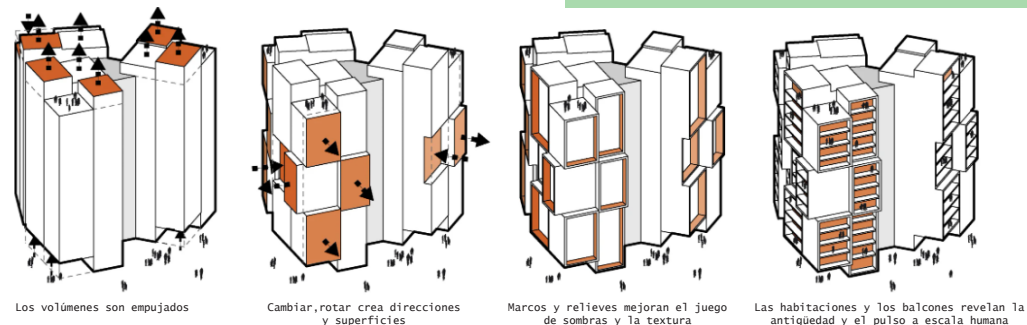 Los volúmenes son empujados
Cambiar,rotar crea direcciones
y superficies
Marcos y relieves mejoran el juego
de sombras y la textura
Las habitaciones y los balcones revelan la
antigüedad y el pulso a escala humana